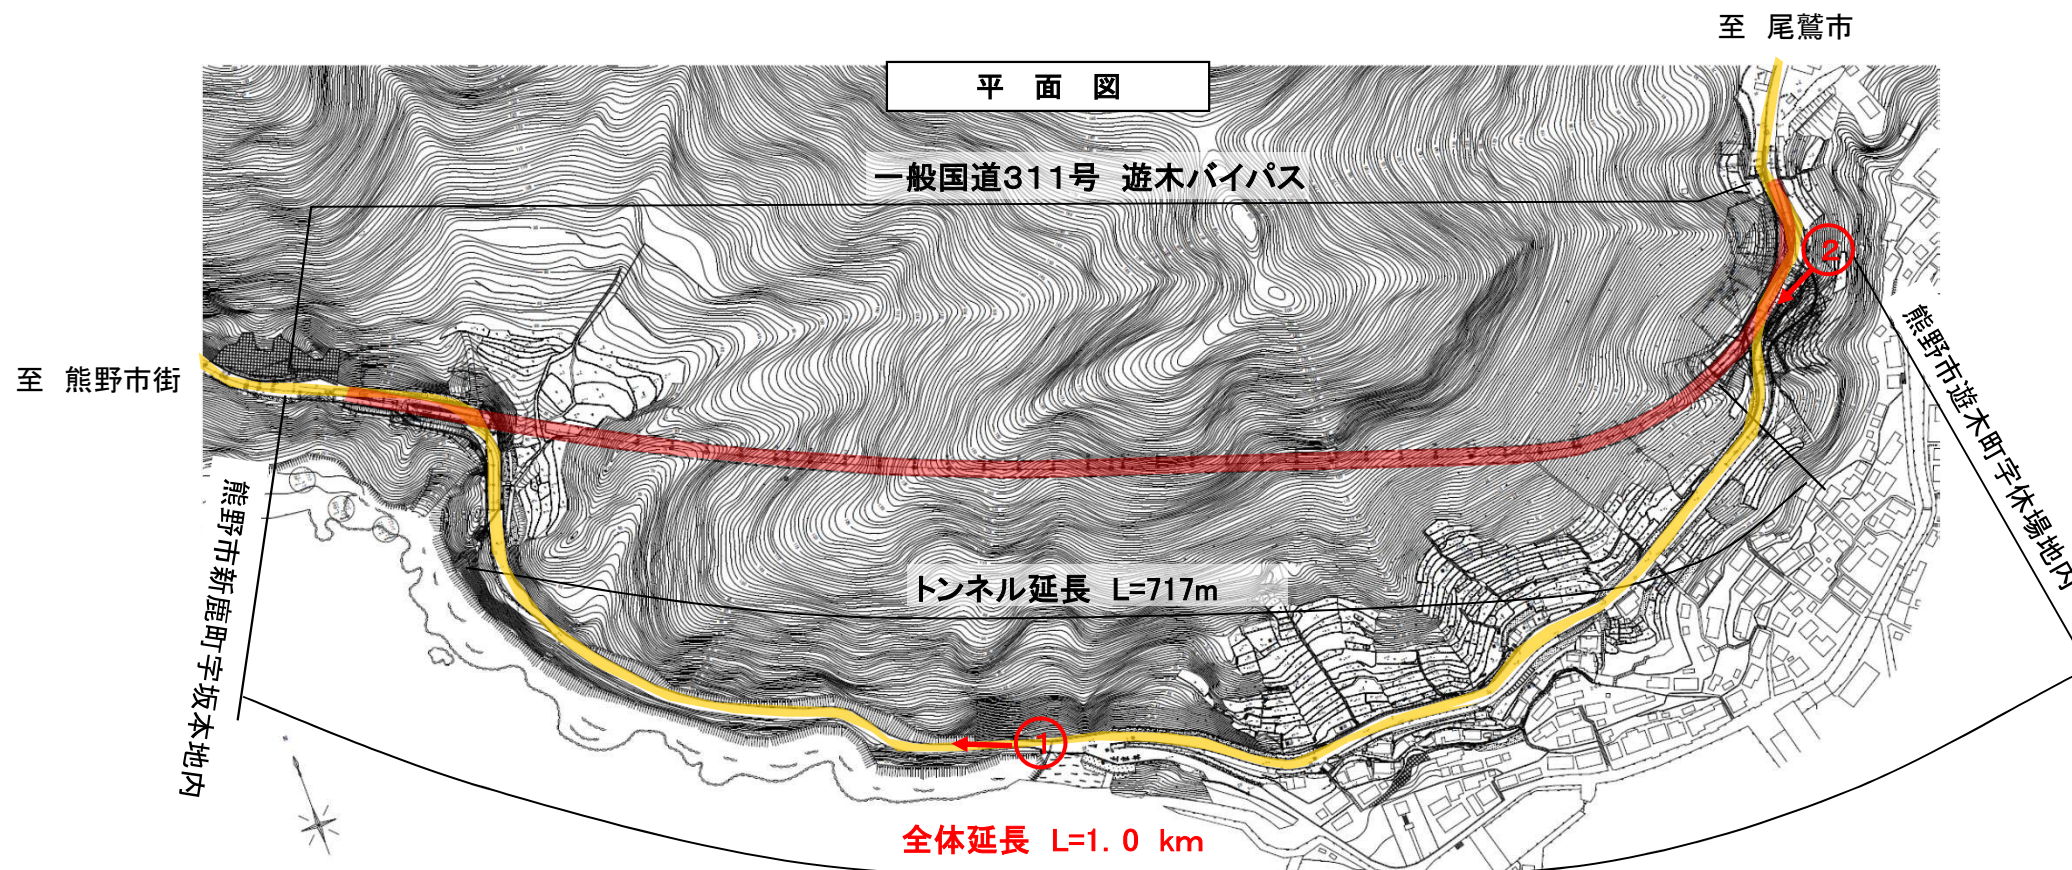 至 尾鷲市
平 面 図
一般国道311号 遊木バイパス
2
至 熊野市街
熊野市遊木町字休場地内
熊野市新鹿町字坂本地内
トンネル延長 L=717m
1
全体延長 L=1.0 km